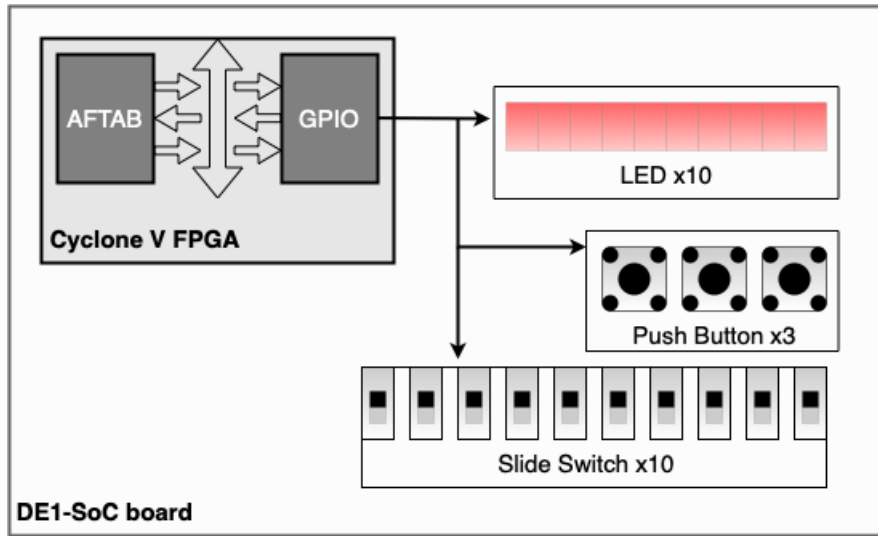 AFTAB
GPIO
Cyclone V FPGA
LED x10
Push Button x3
Slide Switch x10
DE1-SoC board